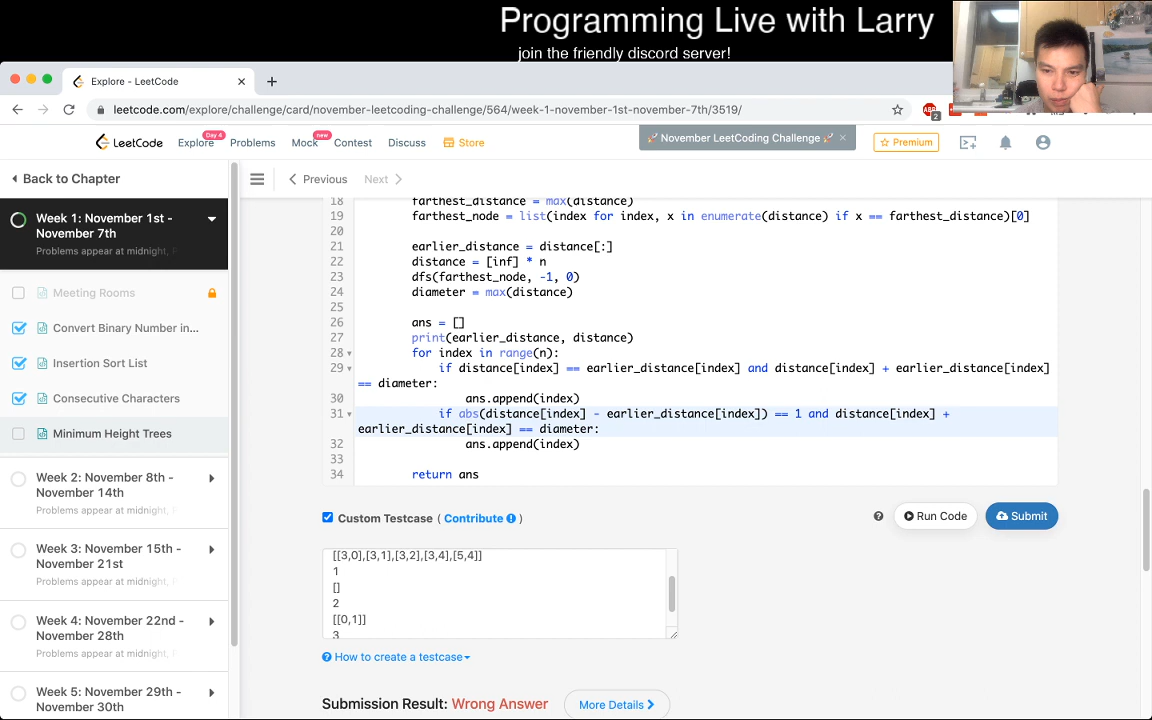 Programming Live with Larry
join the friendly discord server!
Explore - LeetCode
leetcode.com/explore/challenge/card/november-leetcoding-challenge/564/week-1-november-1st-november-7th/3519/
2
LeetCode
Explore
Day 4
Problems
Mock
new
Contest
Discuss
Store
November LeetCoding Challenge
Premium
Back to Chapter
Previous
Next
Week 1: November 1st -
November 7th
Problems appear at midnight, P
Meeting Rooms
Convert Binary Number in...
Insertion Sort List
Consecutive Characters
Minimum Height Trees
Week 2: November 8th -
November 14th
Problems appear at midnight, P
Week 3: November 15th -
November 21st
Problems appear at midnight, P
Week 4: November 22nd -
November 28th
Problems appear at midnight, P
Week 5: November 29th -
November 30th
18 farthest_distance = max(distance)
19 farthest_node = list(index for index, x in enumerate(distance) if x == farthest_distance)[0]
20
21 earlier_distance = distance[:]
22 distance = [inf] * n
23 dfs(farthest_node, -1, 0)
24 diameter = max(distance)
25
26 ans = []
27 print(earlier_distance, distance)
28 for index in range(n):
29 if distance[index] == earlier_distance[index] and distance[index] + earlier_distance[index]
== diameter:
30 ans.append(index)
31 if abs(distance[index] - earlier_distance[index]) == 1 and distance[index] +
earlier_distance[index] == diameter:
32 ans.append(index)
33
34 return ans
Custom Testcase ( Contribute )
Run Code
Submit
[[3,0],[3,1],[3,2],[3,4],[5,4]]
1
[]
2
[[0,1]]
3
How to create a testcase
Submission Result: Wrong Answer
More Details